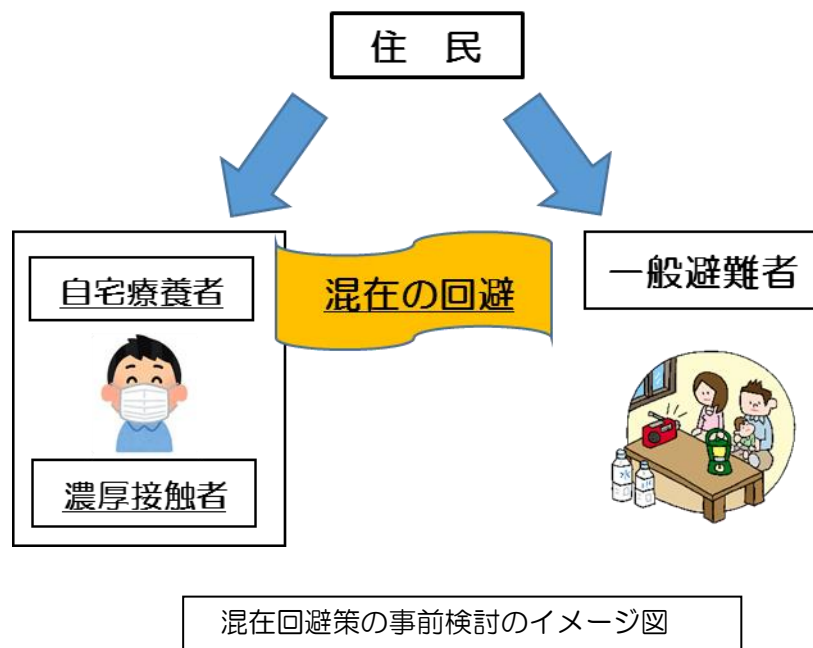 住 民
自宅療養者
混在の回避
一般避難者
濃厚接触者
水
水
混在回避策の事前検討のイメージ図